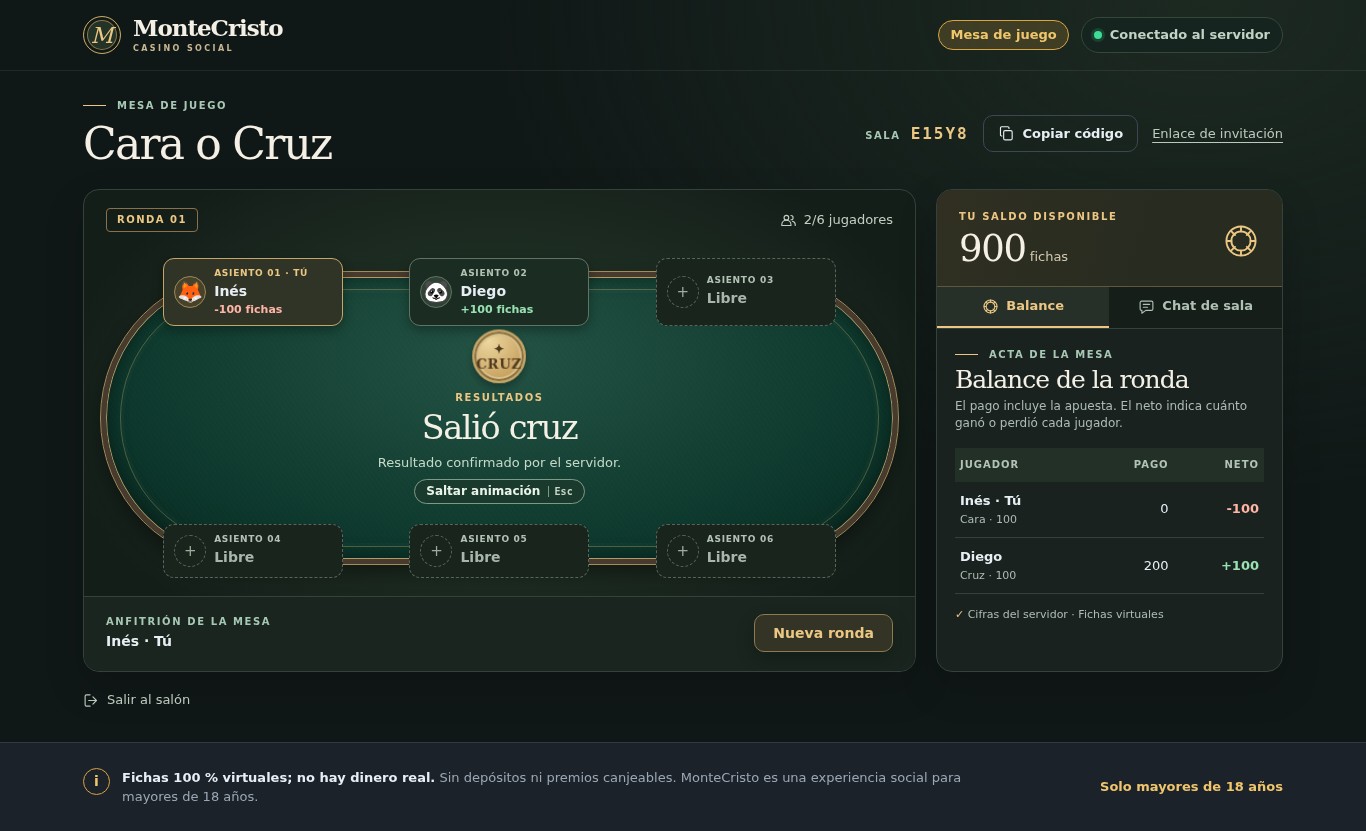 M
MonteCristo
CASINO SOCIAL
Mesa de juego
Conectado al servidor
MESA DE JUEGO
Cara o Cruz
SALA E15Y8
Copiar código
Enlace de invitación
RONDA 01
2/6 jugadores
ASIENTO 01 · TÚ
Inés
-100 fichas
ASIENTO 02
Diego
+100 fichas
ASIENTO 03
Libre
CRUZ
RESULTADOS
Salió cruz
Resultado confirmado por el servidor.
Saltar animación | Esc
ASIENTO 04
Libre
ASIENTO 05
Libre
ASIENTO 06
Libre
ANFITRIÓN DE LA MESA
Inés · Tú
Nueva ronda
TU SALDO DISPONIBLE
900 fichas
Balance
Chat de sala
ACTA DE LA MESA
Balance de la ronda
El pago incluye la apuesta. El neto indica cuánto
ganó o perdió cada jugador.
JUGADOR PAGO NETO
Inés · Tú
Cara · 100
0 -100
Diego
Cruz · 100
200 +100
✓ Cifras del servidor · Fichas virtuales
Salir al salón
i
Fichas 100 % virtuales; no hay dinero real. Sin depósitos ni premios canjeables. MonteCristo es una experiencia social para
mayores de 18 años.
Solo mayores de 18 años